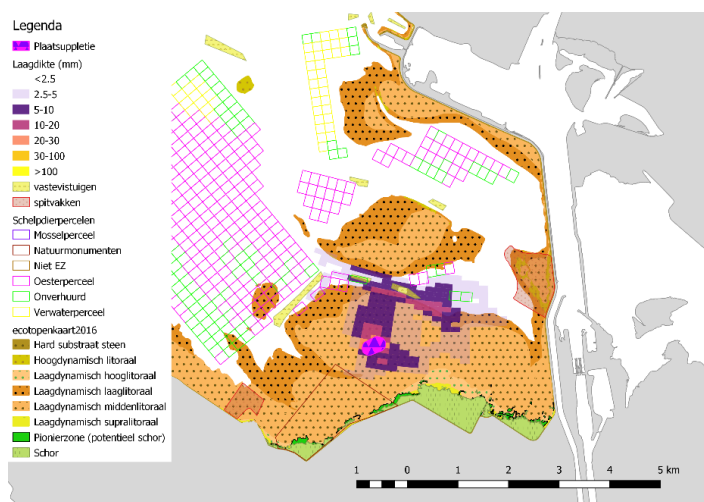 Legenda
Plaatsuppletie
Laagdikte (mm)
<2.5
2.5-5
5-10
10-20
20-30
30-100
>100
vastevistuigen
spitvakken
Schelpdierpercelen
Mosselperceel
Natuurmonumenten
Niet EZ
Oesterperceel
Onverhuurd
Verwaterperceel
ecotopenkaart2016
Hard substraat steen
Hoogdynamisch litoraal
Laagdynamisch hooglitoraal
Laagdynamisch laaglitoraal
Laagdynamisch middenlitoraal
Laagdynamisch supralitoraal
Pionierzone (potentieel schor)
Schor
1 0 1 2 3 4 5 km